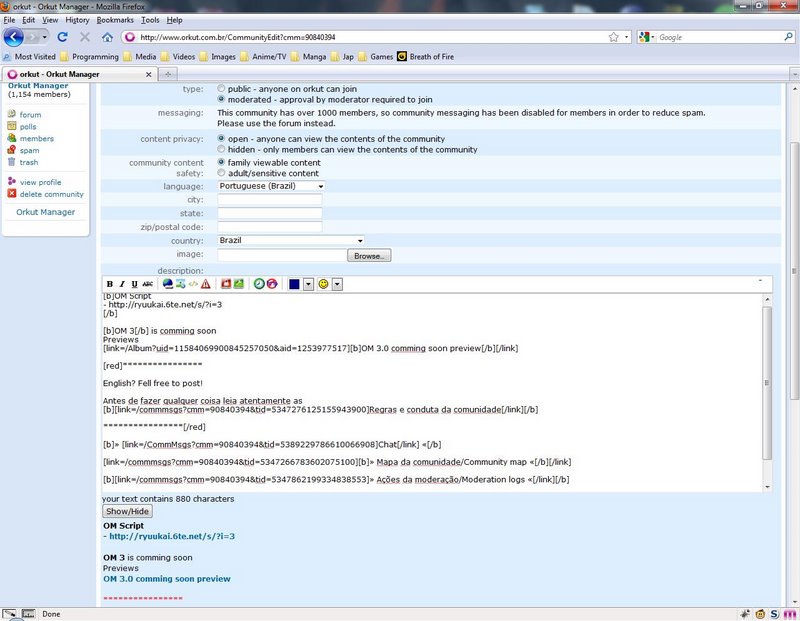 orkut - Orkut Manager - Mozilla Firefox
File Edit View History Bookmarks Tools Help
http://www.orkut.com.br/CommunityEdit?cmm=90840394
Google
Most Visited Programming Media Videos Images Anime/TV Manga Jap Games Breath of Fire
orkut - Orkut Manager
Orkut Manager
(1,154 members)
forum
polls
members
spam
trash
view profile
delete community
Orkut Manager
type: public - anyone on orkut can join
moderated - approval by moderator required to join
messaging: This community has over 1000 members, so community messaging has been disabled for members in order to reduce spam.
Please use the forum instead.
content privacy: open - anyone can view the contents of the community
hidden - only members can view the contents of the community
community content safety: family viewable content
adult/sensitive content
language: Portuguese (Brazil)
city:
state:
zip/postal code:
country: Brazil
image: Browse..
description:
B I U ABC
[b]OM Script
- http://ryuukai.6te.net/s/?i=3
[/b]
[b]OM 3[/b] is comming soon
Previews
[link=/Album?uid=11584069900845257050&aid=1253977517][b]OM 3.0 comming soon preview[/b][/link]
[red]****************
English? Fell free to post!
Antes de fazer qualquer coisa leia atentamente as
[b][link=/commmsgs?cmm=90840394&tid=5347276125155943900]Regras e conduta da comunidade[/link][/b]
****************[/red]
[b]» [link=/CommMsgs?cmm=90840394&tid=5389229786610066908]Chat[/link] «[/b]
[link=/commmsgs?cmm=90840394&tid=5347266783602075100][b]» Mapa da comunidade/Community map «[/b][/link]
[b][link=/commmsgs?cmm=90840394&tid=5347862199334838553]» Ações da moderação/Moderation logs «[/link][/b]
your text contains 880 characters
Show/Hide
OM Script
- http://ryuukai.6te.net/s/?i=3
OM 3 is comming soon
Previews
OM 3.0 comming soon preview
****************
Done